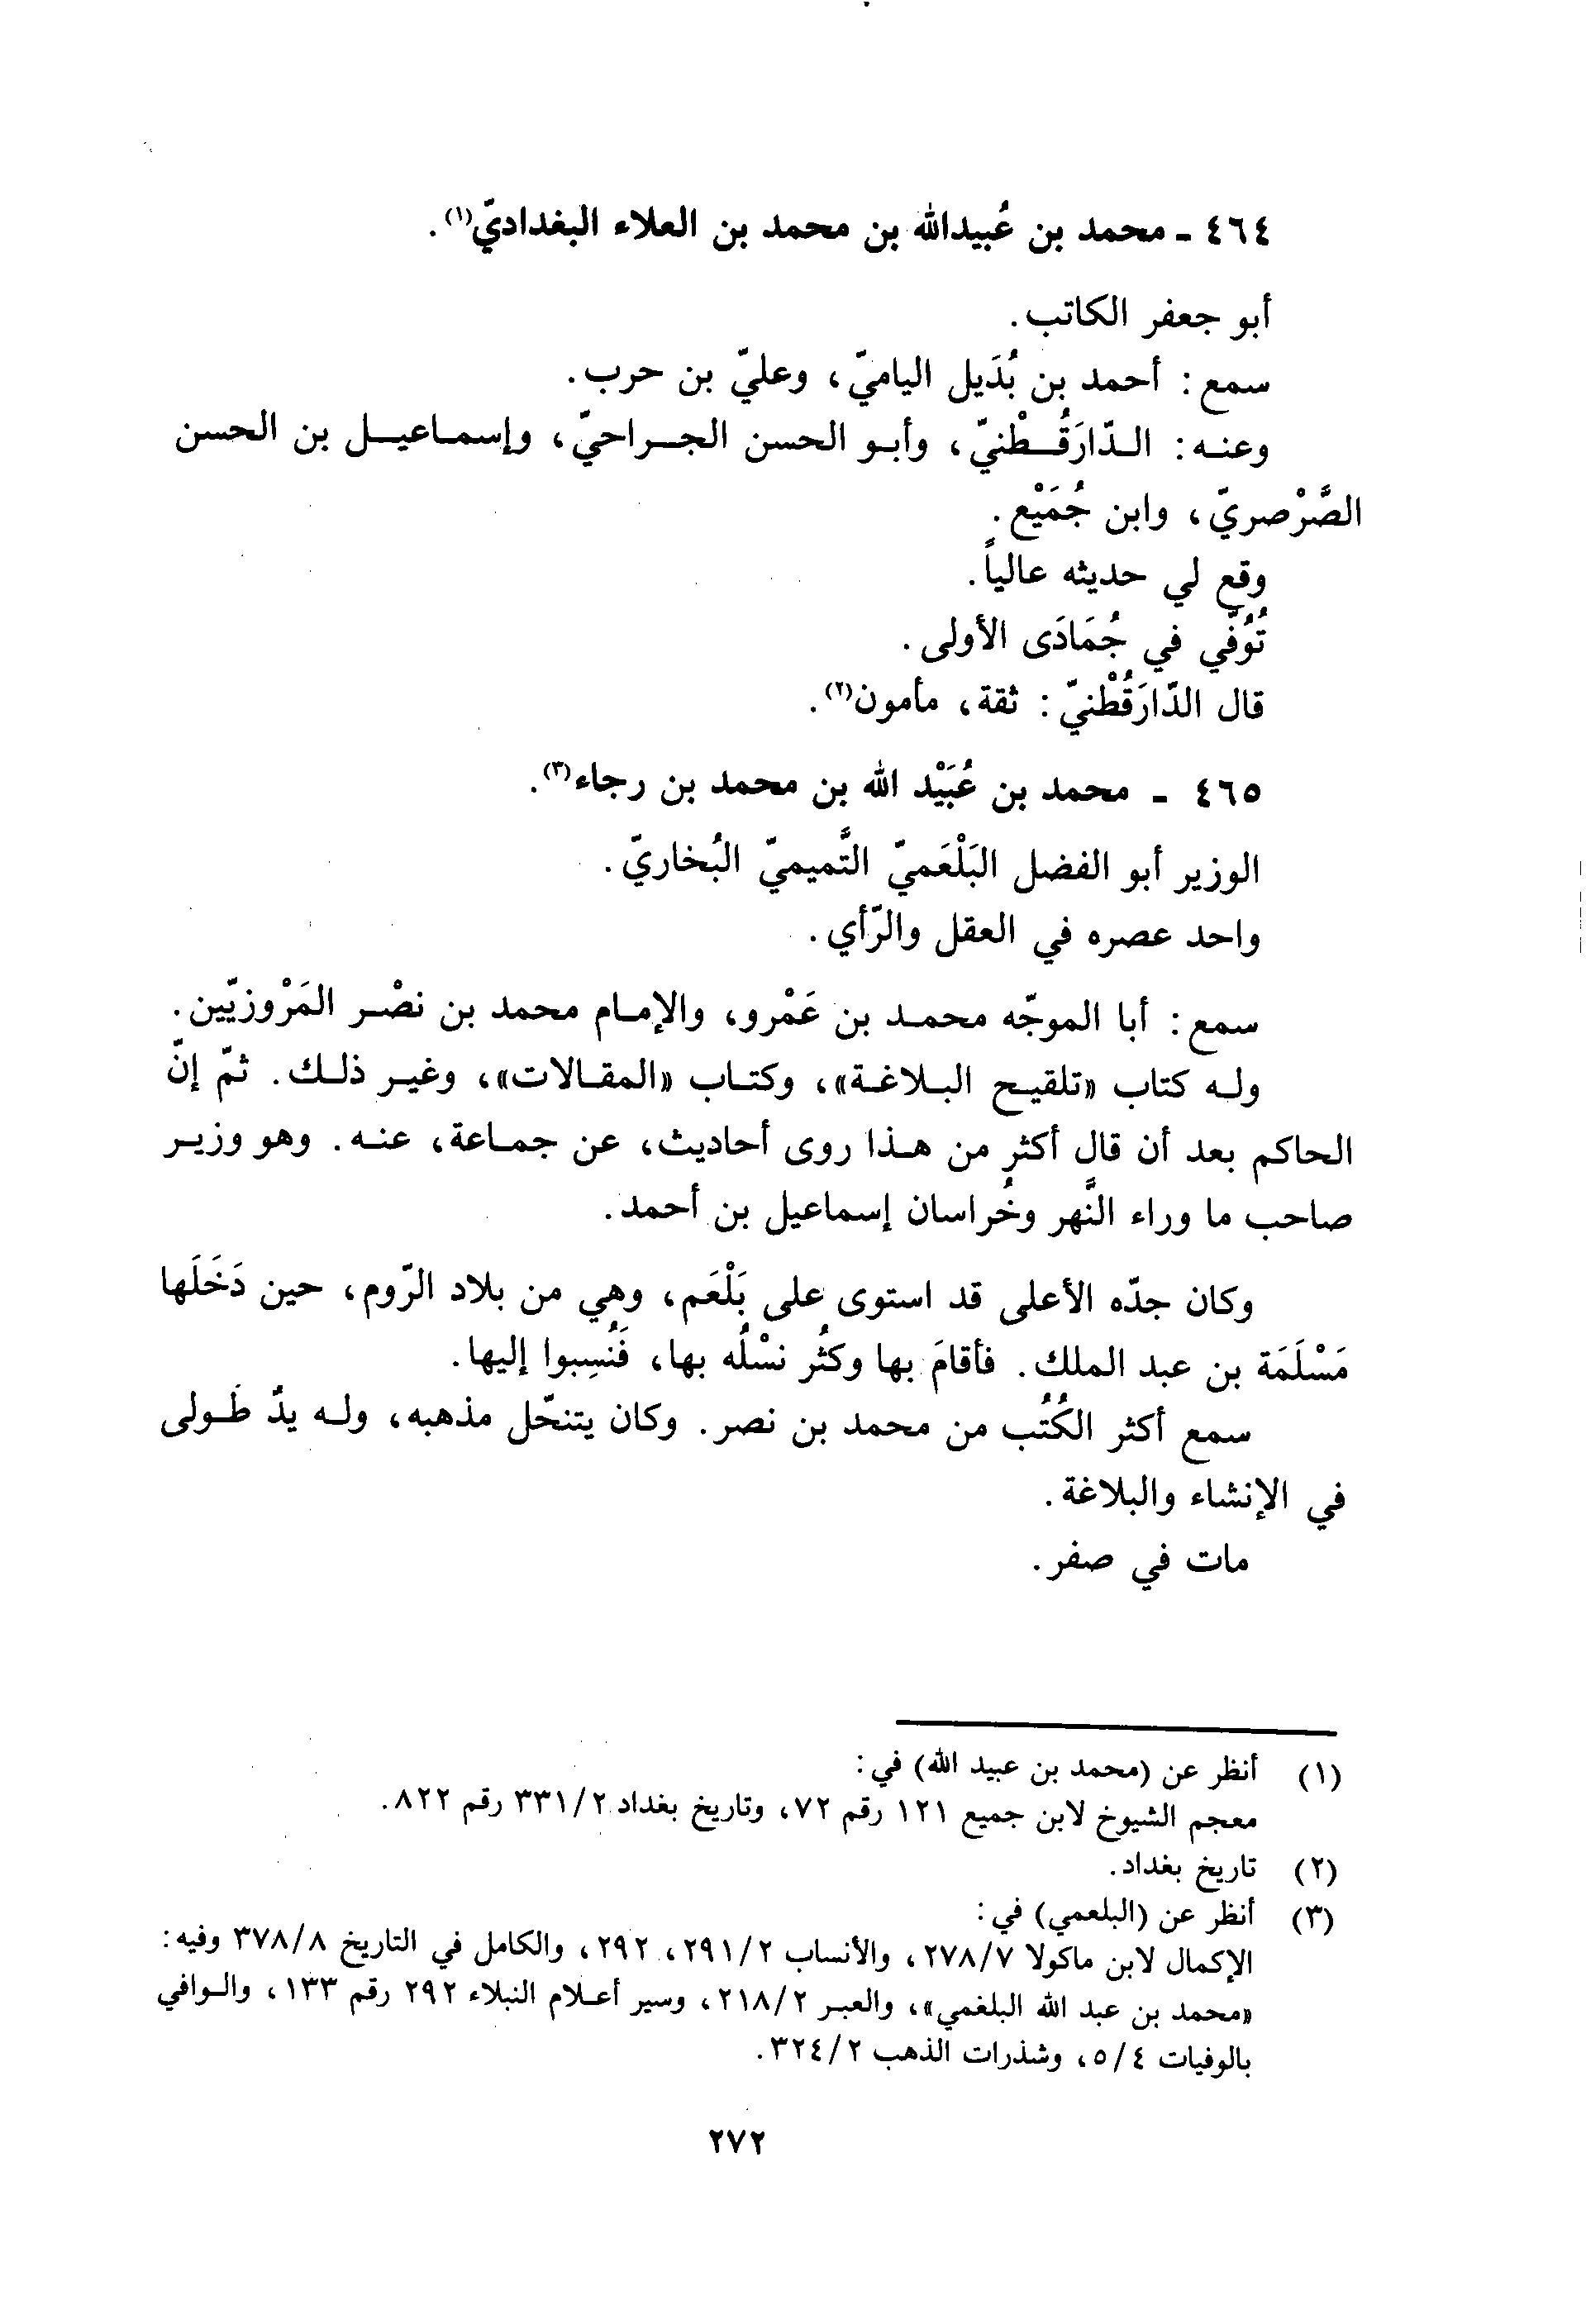 ٤٦٤ - محمد بن عُبيدالله بن محمد بن العلاء البغداديّ(١).
أبو جعفر الكاتب.
سمع: أحمد بن بُدَيل الياميّ، وعليّ بن حرب.
وعنه: الدّارَقُطْنيّ، وأبو الحسن الجراحيّ، وإسماعيل بن الحسن
الصَّرْصريّ، وابن جُمَيْع.
وقع لي حديثه عالياً.
تُوُفّي في جُمَادَى الأولى.
قال الدّارَقُطْنيّ: ثقة، مأمون(٢).
٤٦٥ - محمد بن عُبَيْد الله بن محمد بن رجاء(٣).
الوزير أبو الفضل البَلْعَميّ التَّميميّ البُخاريّ.
واحد عصره في العقل والرّأي.
سمع: أبا الموجّه محمد بن عَمْرو، والإمام محمد بن نصْر المَرْوزيّين.
وله كتاب «تلقيح البلاغة»، وكتاب «المقالات»، وغير ذلك. ثمّ إنّ
الحاكم بعد أن قال أكثر من هذا روى أحاديث، عن جماعة، عنه. وهو وزير
صاحب ما وراء النَّهر وخُراسان إسماعيل بن أحمد.
وكان جدّه الأعلى قد استوى على بَلْعَم، وهي من بلاد الرّوم، حين دَخَلَها
مَسْلَمَة بن عبد الملك. فأقامَ بها وكثُر نسْلُه بها، فَنُسِبوا إليها.
سمع أكثر الكُتُب من محمد بن نصر. وكان يتنحّل مذهبه، وله يدٌ طَولى
في الإنشاء والبلاغة.
مات في صفر.
(١) أنظر عن (محمد بن عبيد الله) في:
معجم الشيوخ لابن جميع ١٢١ رقم ٧٢، وتاريخ بغداد ٣٣١/٢ رقم ٨٢٢.
(٢) تاريخ بغداد.
(٣) أنظر عن (البلعمي) في:
الإكمال لابن ماكولا ٢٧٨/٧، والأنساب ٢٩١/٢، ٢٩٢، والكامل في التاريخ ٣٧٨/٨ وفيه:
«محمد بن عبد الله البلغمي»، والعبر ٢١٨/٢، وسير أعلام النبلاء ٢٩٢ رقم ١٣٣، والوافي
بالوفيات ٥/٤، وشذرات الذهب ٣٢٤/٢.
٢٧٢